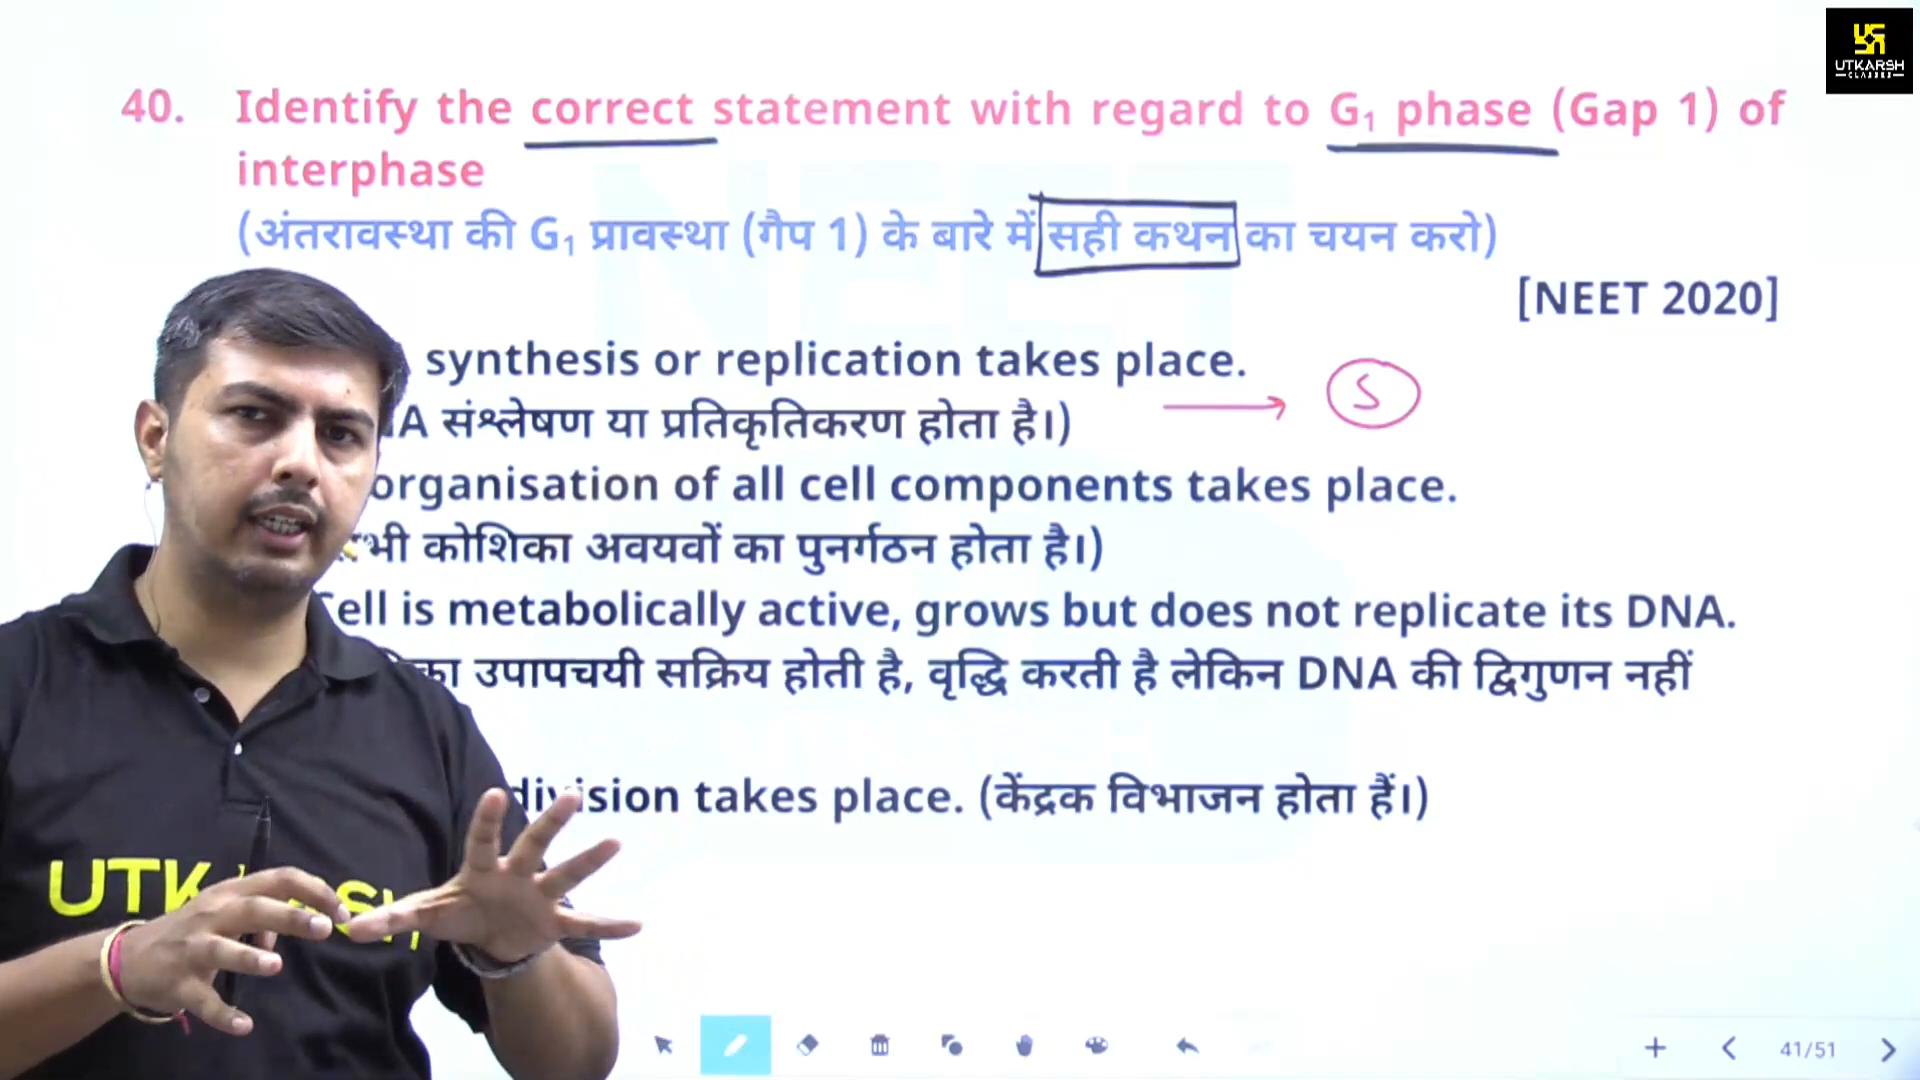 UTKARSH
CLASSES
40. Identify the correct statement with regard to G₁ phase (Gap 1) of
interphase
(अंतरावस्था की G₁ प्रावस्था (गैप 1) के बारे में सही कथन का चयन करो)
[NEET 2020]
synthesis or replication takes place.
S
संश्लेषण या प्रतिकृतिकरण होता है।)
organisation of all cell components takes place.
कोशिका अवयवों का पुनर्गठन होता है।)
Cell is metabolically active, grows but does not replicate its DNA.
उपापचयी सक्रिय होती है, वृद्धि करती है लेकिन DNA की द्विगुणन नहीं
division takes place. (केंद्रक विभाजन होता हैं।)
41/51